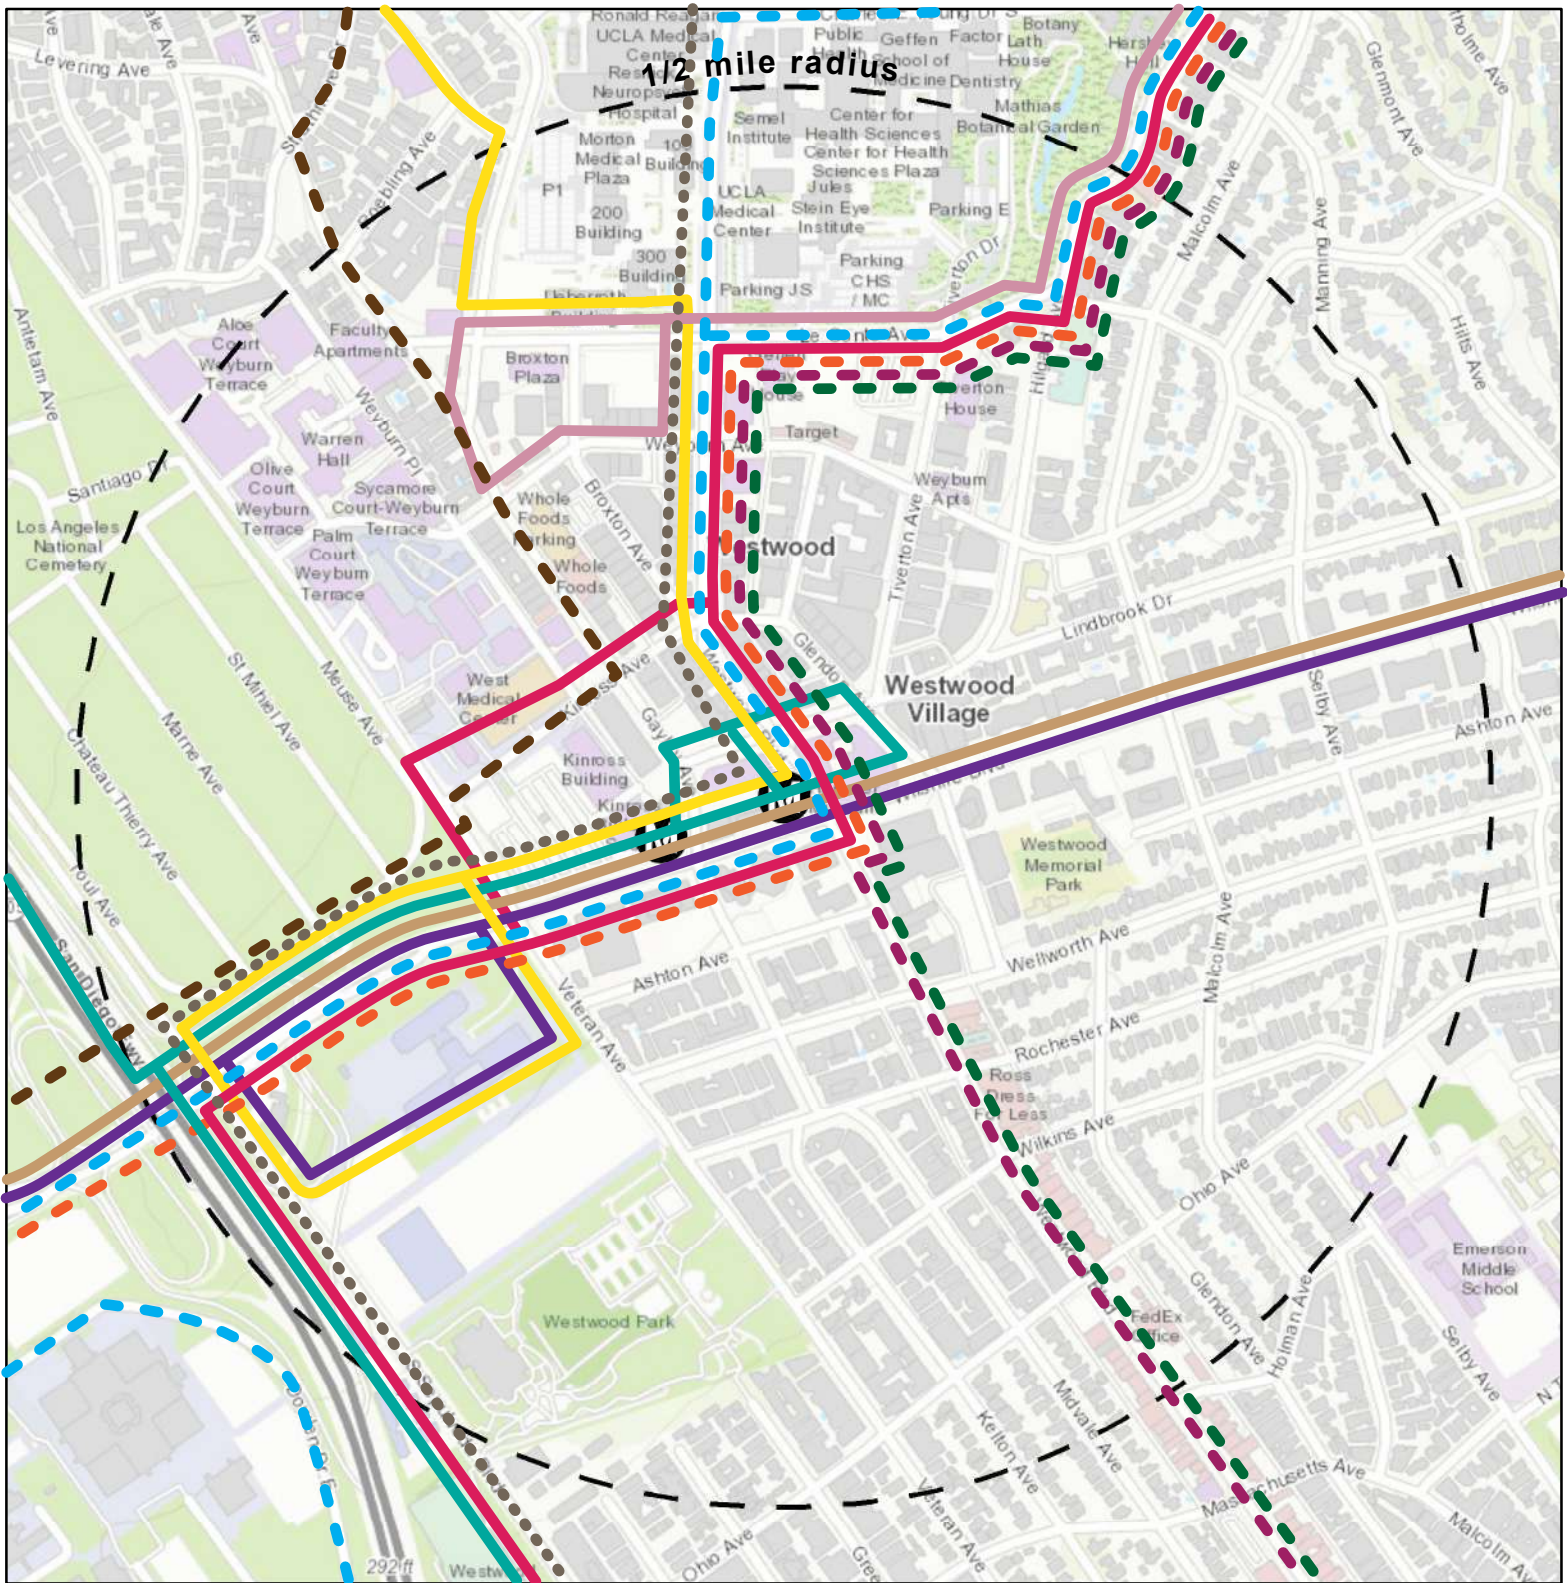 Levering Ave
Ronald Reagan
UCLA Medical
Center
Neuropsy
Hospital
1/2 mile radius
Public
Health
Geffen
School of
Medicine
Factor
Lath
House
Botany
Dentistry
Mathias
Botanical Garden
Glenmont Ave
Semel
Institute
Center for
Health Sciences
Center for Health
Sciences Plaza
Morton
Medical
Plaza
Building
P1
200
Building
300
Building
UCLA
Medical
Center
Jules
Stein Eye
Institute
Parking E
Parking
CHS
/ MC
Parking JS
Malcolm Ave
Manning Ave
Hilts Ave
Antietam Ave
Aloe
Court
Weyburn
Terrace
Faculty
Apartments
Broxton
Plaza
Weyburn Pl
House
Target
Weyburn
Apts
Warren
Hall
Olive
Court
Weyburn
Terrace
Sycamore
Court-Weyburn
Terrace
Palm
Court
Weyburn
Terrace
Santiago Dr
Los Angeles
National
Cemetery
Whole
Foods
Parking
Whole
Foods
Broxton Ave
Westwood
Tiverton Ave
Lindbrook Dr
Westwood
Village
Selby Ave
Ashton Ave
St Mihiel Ave
Meuse Ave
Marne Ave
Chateau Thierry Ave
Toul Ave
West
Medical
Center
Kinross
Building
Westwood
Memorial
Park
Wellworth Ave
Malcolm Ave
Ashton Ave
Veteran Ave
Rochester Ave
Ross
Dress
For Less
Wilkins Ave
Ohio Ave
San Diego Fwy
Westwood Park
FedEx
Office
Glendon Ave
Holman Ave
Emerson
Middle
School
Selby Ave
Midvale Ave
Kelton Ave
Veteran Ave
Massachusetts Ave
Malcolm Av
Ohio Ave
292 ft